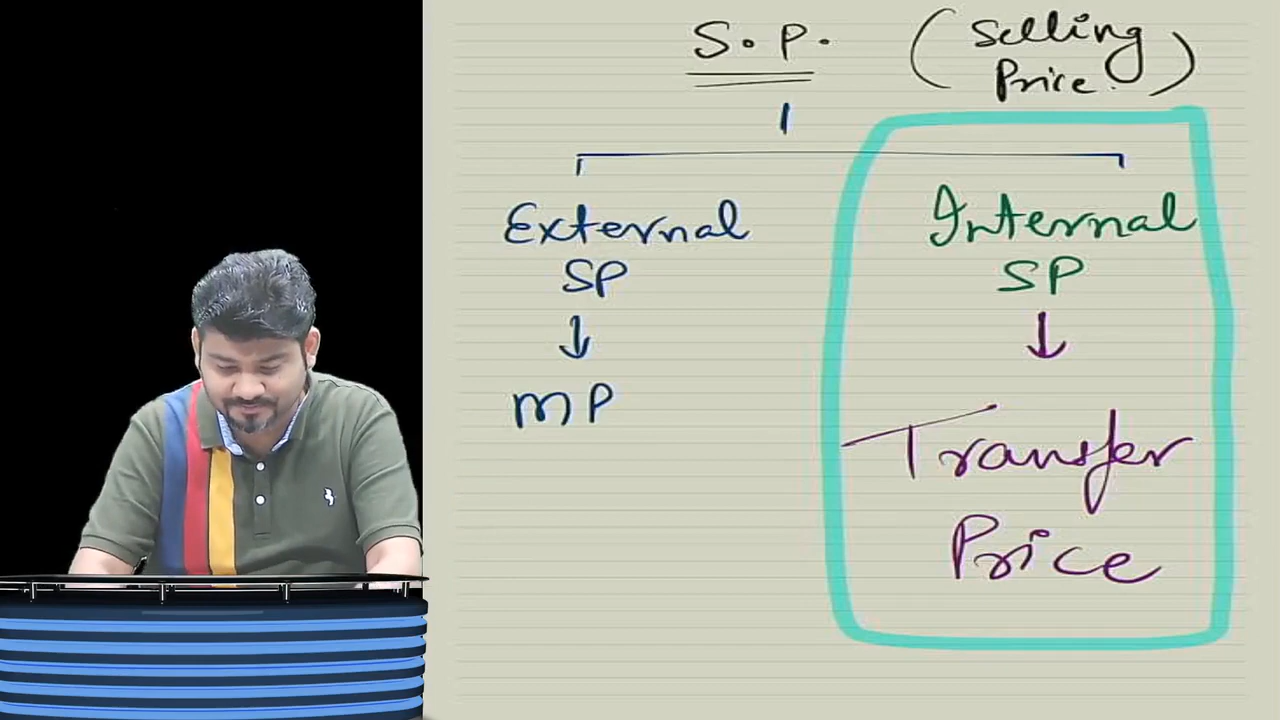 S. P. (Selling Price.)
External SP
↓
MP
Internal SP
↓
Transfer Price